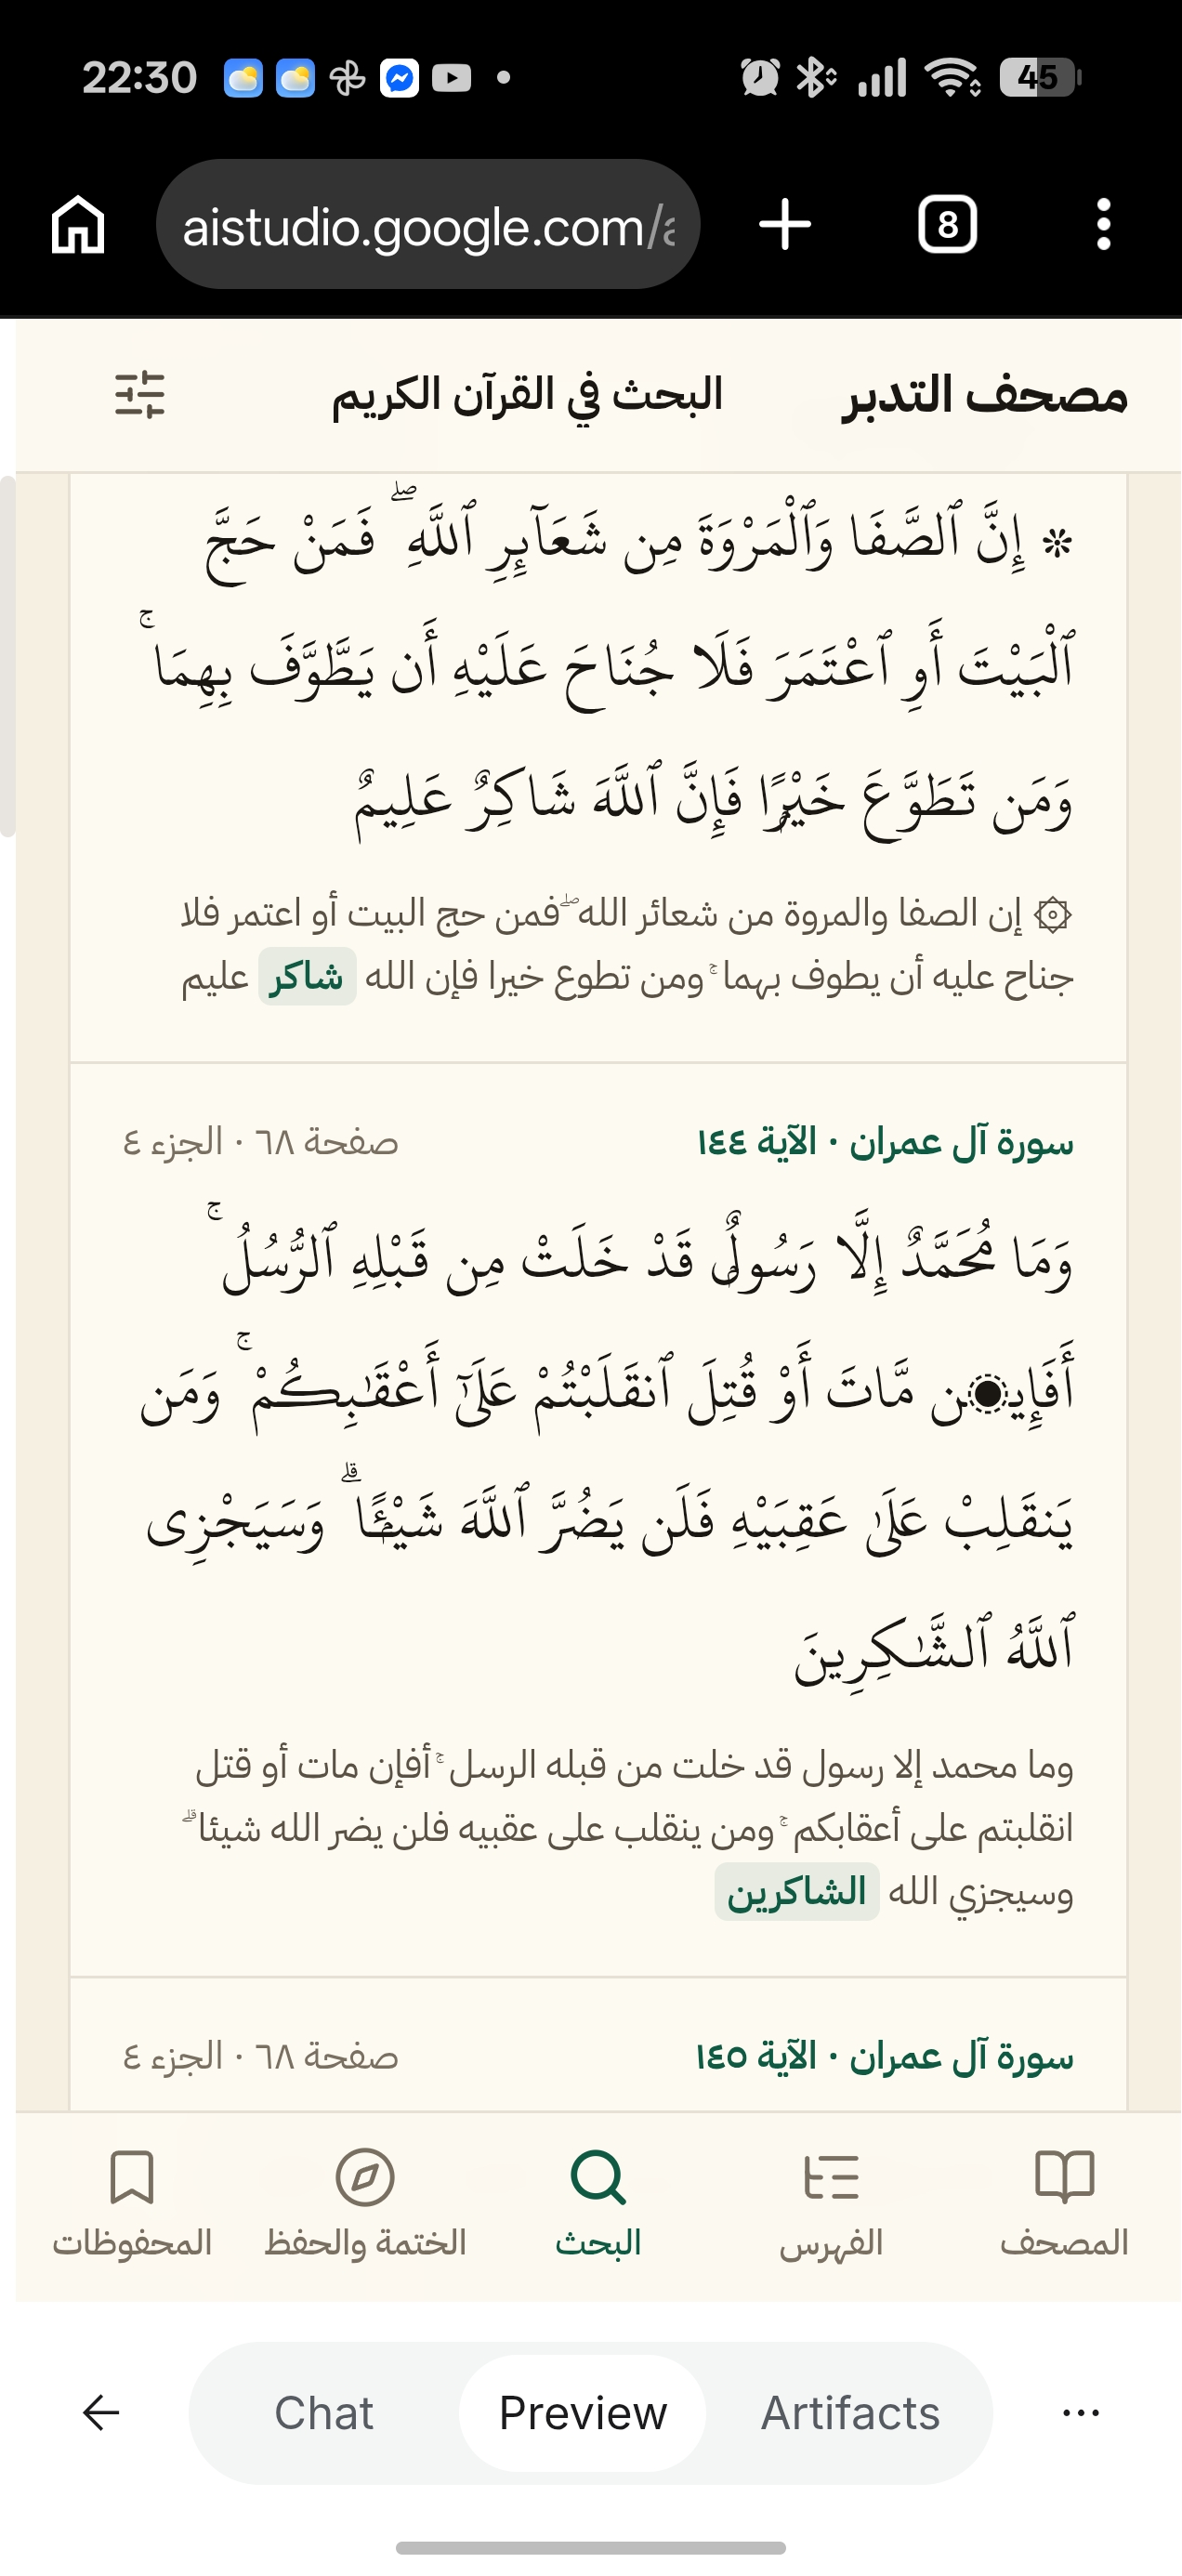 22:30
45
aistudio.google.com/a
8
مصحف التدبر
البحث في القرآن الكريم
۞ إِنَّ ٱلصَّفَا وَٱلْمَرْوَةَ مِن شَعَآئِرِ ٱللَّهِ ۖ فَمَنْ حَجَّ
ٱلْبَيْتَ أَوِ ٱعْتَمَرَ فَلَا جُنَاحَ عَلَيْهِ أَن يَطَّوَّفَ بِهِمَا ۚ
وَمَن تَطَوَّعَ خَيْرًۭا فَإِنَّ ٱللَّهَ شَاكِرٌ عَلِيمٌ
۞ إن الصفا والمروة من شعائر الله ۖ فمن حج البيت أو اعتمر فلا
جناح عليه أن يطوف بهما ۚ ومن تطوع خيرا فإن الله شاكر عليم
سورة آل عمران · الآية ١٤٤
صفحة ٦٨ · الجزء ٤
وَمَا مُحَمَّدٌ إِلَّا رَسُولٌۭ قَدْ خَلَتْ مِن قَبْلِهِ ٱلرُّسُلُ ۚ
أَفَإِي۟ن مَّاتَ أَوْ قُتِلَ ٱنقَلَبْتُمْ عَلَىٰٓ أَعْقَـٰبِكُمْ ۚ وَمَن
يَنقَلِبْ عَلَىٰ عَقِبَيْهِ فَلَن يَضُرَّ ٱللَّهَ شَيْـًۭٔا ۗ وَسَيَجْزِى
ٱللَّهُ ٱلشَّـٰكِرِينَ
وما محمد إلا رسول قد خلت من قبله الرسل ۚ أفإن مات أو قتل
انقلبتم على أعقابكم ۚ ومن ينقلب على عقبيه فلن يضر الله شيئا ۗ
وسيجزي الله الشاكرين
سورة آل عمران · الآية ١٤٥
صفحة ٦٨ · الجزء ٤
المصحف
الفهرس
البحث
الختمة والحفظ
المحفوظات
Chat
Preview
Artifacts